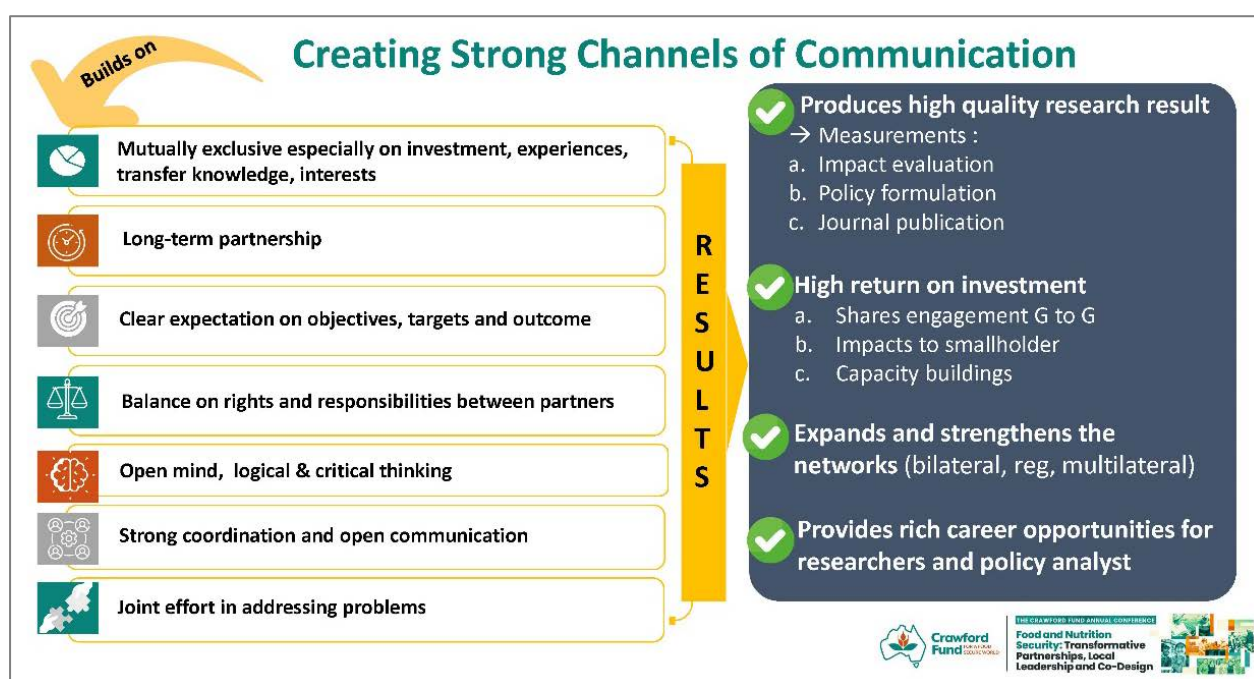 Builds on
Creating Strong Channels of Communication
Mutually exclusive especially on investment, experiences,
transfer knowledge, interests
Long-term partnership
Clear expectation on objectives, targets and outcome
Balance on rights and responsibilities between partners
Open mind, logical & critical thinking
Strong coordination and open communication
Joint effort in addressing problems
RESULTS
Produces high quality research result
→ Measurements :
a. Impact evaluation
b. Policy formulation
c. Journal publication
High return on investment
a. Shares engagement G to G
b. Impacts to smallholder
c. Capacity buildings
Expands and strengthens the
networks (bilateral, reg, multilateral)
Provides rich career opportunities for
researchers and policy analyst
Crawford
Fund FOR A FOOD
SECURE WORLD
THE CRAWFORD FUND ANNUAL CONFERENCE
Food and Nutrition
Security: Transformative
Partnerships, Local
Leadership and Co-Design